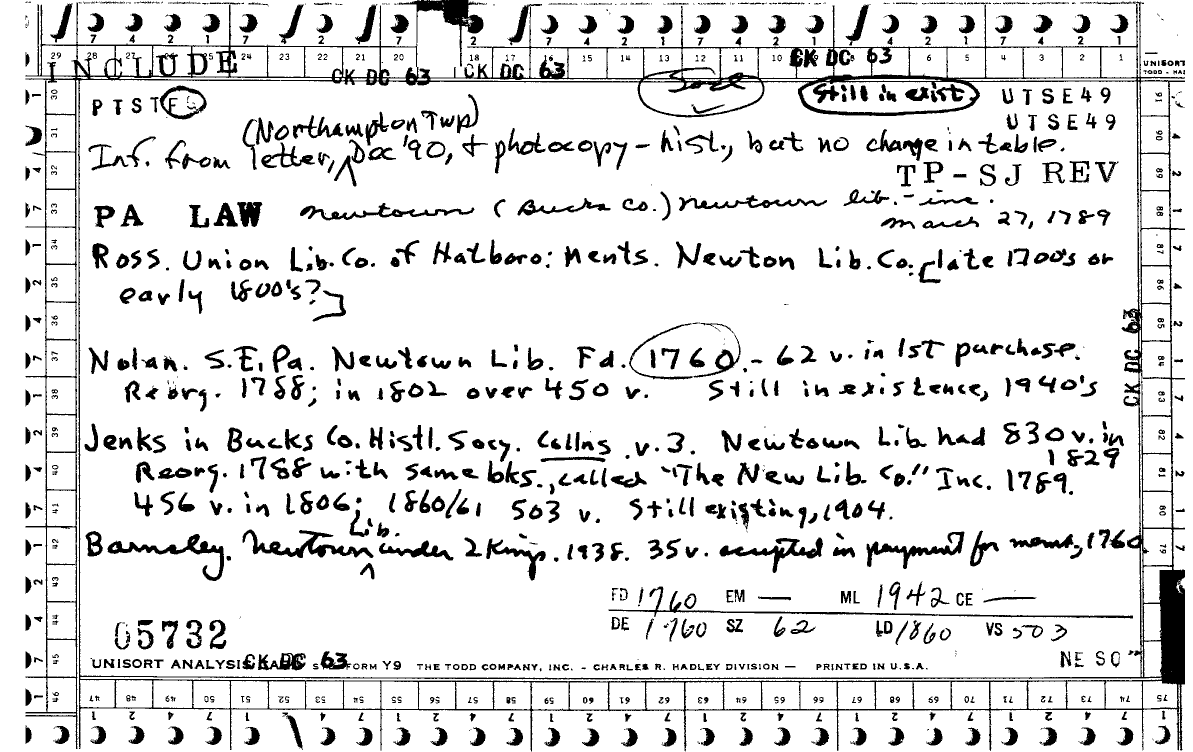 INCLUDE
CK DC 63 CK DC 63 CK DC 63
PTST Still in exist. UTSE49
UTSE49
(Northampton Twp)
Inf. from letter, ^ Dec '90, + photocopy - hist., but no change in table.
TP-SJ REV
PA LAW Newtown (Bucks Co.) Newtown lib. - inc.
March 27, 1789
Ross. Union Lib. Co. of Hatboro: Ments. Newton Lib. Co. [late 1700's or
early 1800's?]
CK DC 63
Nolan. S.E. Pa. Newtown Lib. Fd. 1760 - 62 v. in 1st purchase.
Reorg. 1788; in 1802 over 450 v. Still in existence, 1940's
Jenks in Bucks Co. Histl. Socy. Collns v. 3. Newtown Lib had 830 v. in
1829
Reorg. 1788 with same bks., called "The New Lib. Co." Inc. 1789.
456 v. in 1806; 1860/61 503 v. Still existing, 1904.
Lib.
Barnsley. Newtown ^ under 2 Kings. 1938. 35 v. accepted in payment for memb, 1760
FD 1760 EM — ML 1942 CE —
DE 1760 SZ 62 LD 1860 VS 503
05732
UNISORT ANALYSIS CK DC 63 FORM Y9 THE TODD COMPANY, INC. - CHARLES R. HADLEY DIVISION — PRINTED IN U.S.A.
NE SO